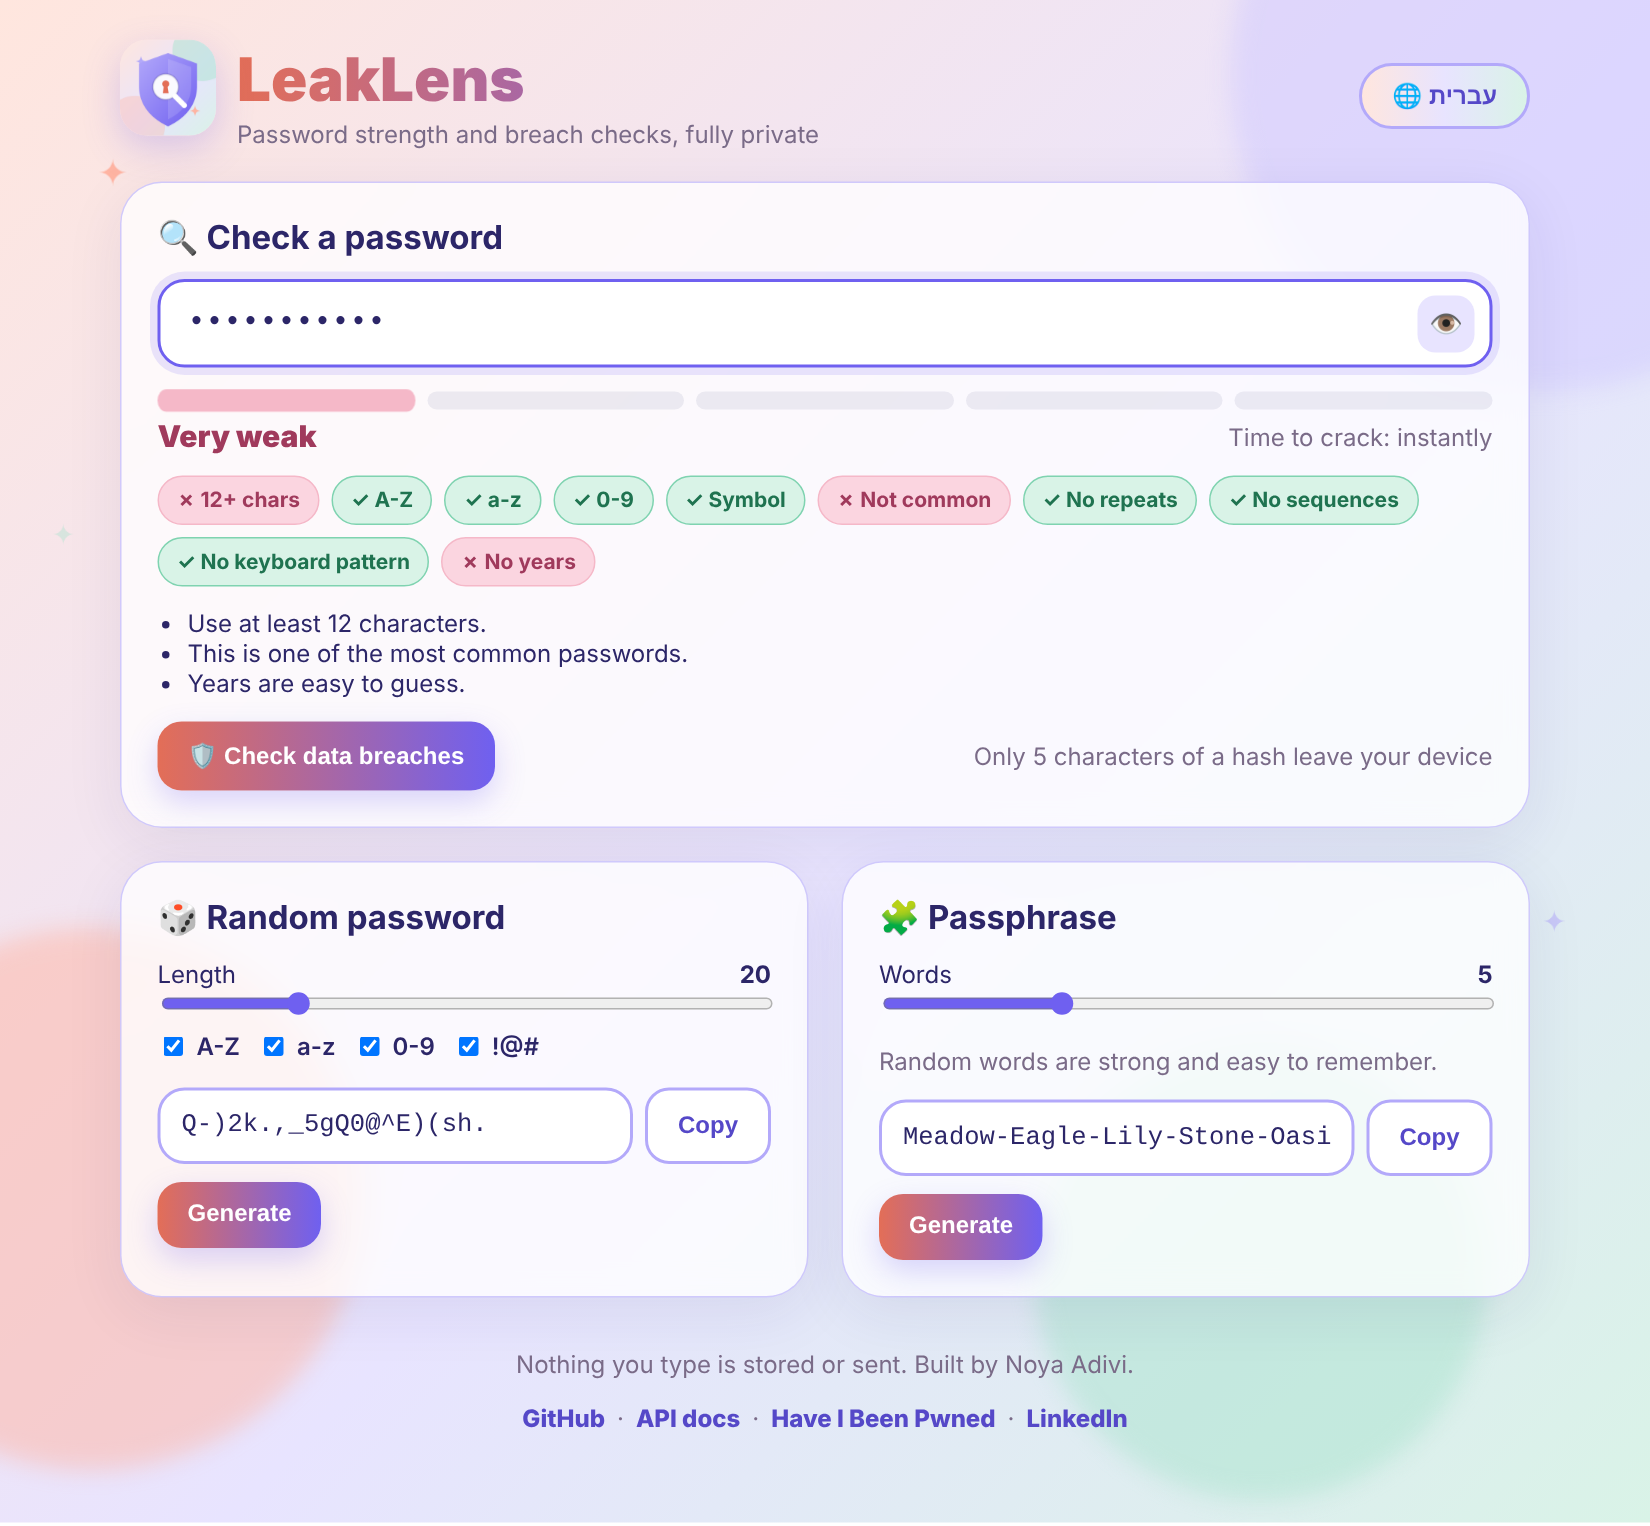 LeakLens
Password strength and breach checks, fully private
🌐 עברית
🔍 Check a password
•••••••••••
Very weak
Time to crack: instantly
× 12+ chars ✓ A-Z ✓ a-z ✓ 0-9 ✓ Symbol × Not common ✓ No repeats ✓ No sequences
✓ No keyboard pattern × No years
• Use at least 12 characters.
• This is one of the most common passwords.
• Years are easy to guess.
🛡️ Check data breaches
Only 5 characters of a hash leave your device
🎲 Random password
Length 20
A-Z a-z 0-9 !@#
Q-)2k.,_5gQ0@^E)(sh.
Copy
Generate
🧩 Passphrase
Words 5
Random words are strong and easy to remember.
Meadow-Eagle-Lily-Stone-Oasi
Copy
Generate
Nothing you type is stored or sent. Built by Noya Adivi.
GitHub · API docs · Have I Been Pwned · LinkedIn